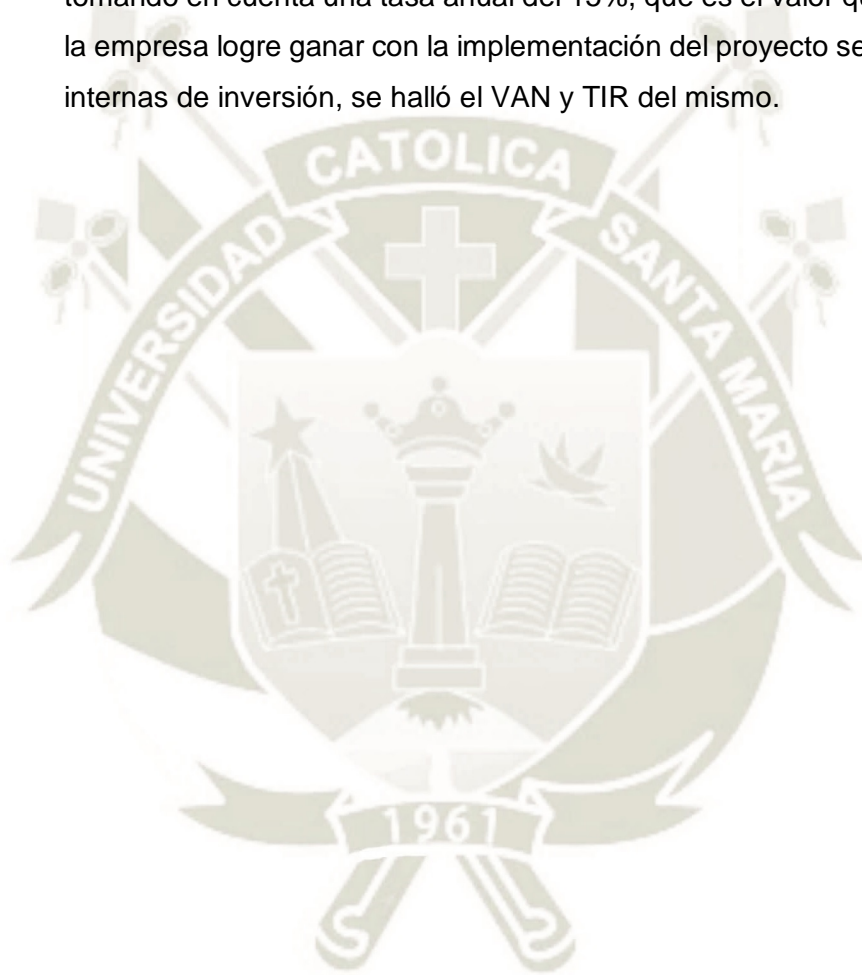 tomando en cuenta una tasa anual del 15%, que es el valor
la empresa logre ganar con la implementación del proyecto se
internas de inversión, se halló el VAN y TIR del mismo.
UNIVERSIDAD CATOLICA SANTA MARIA
1961